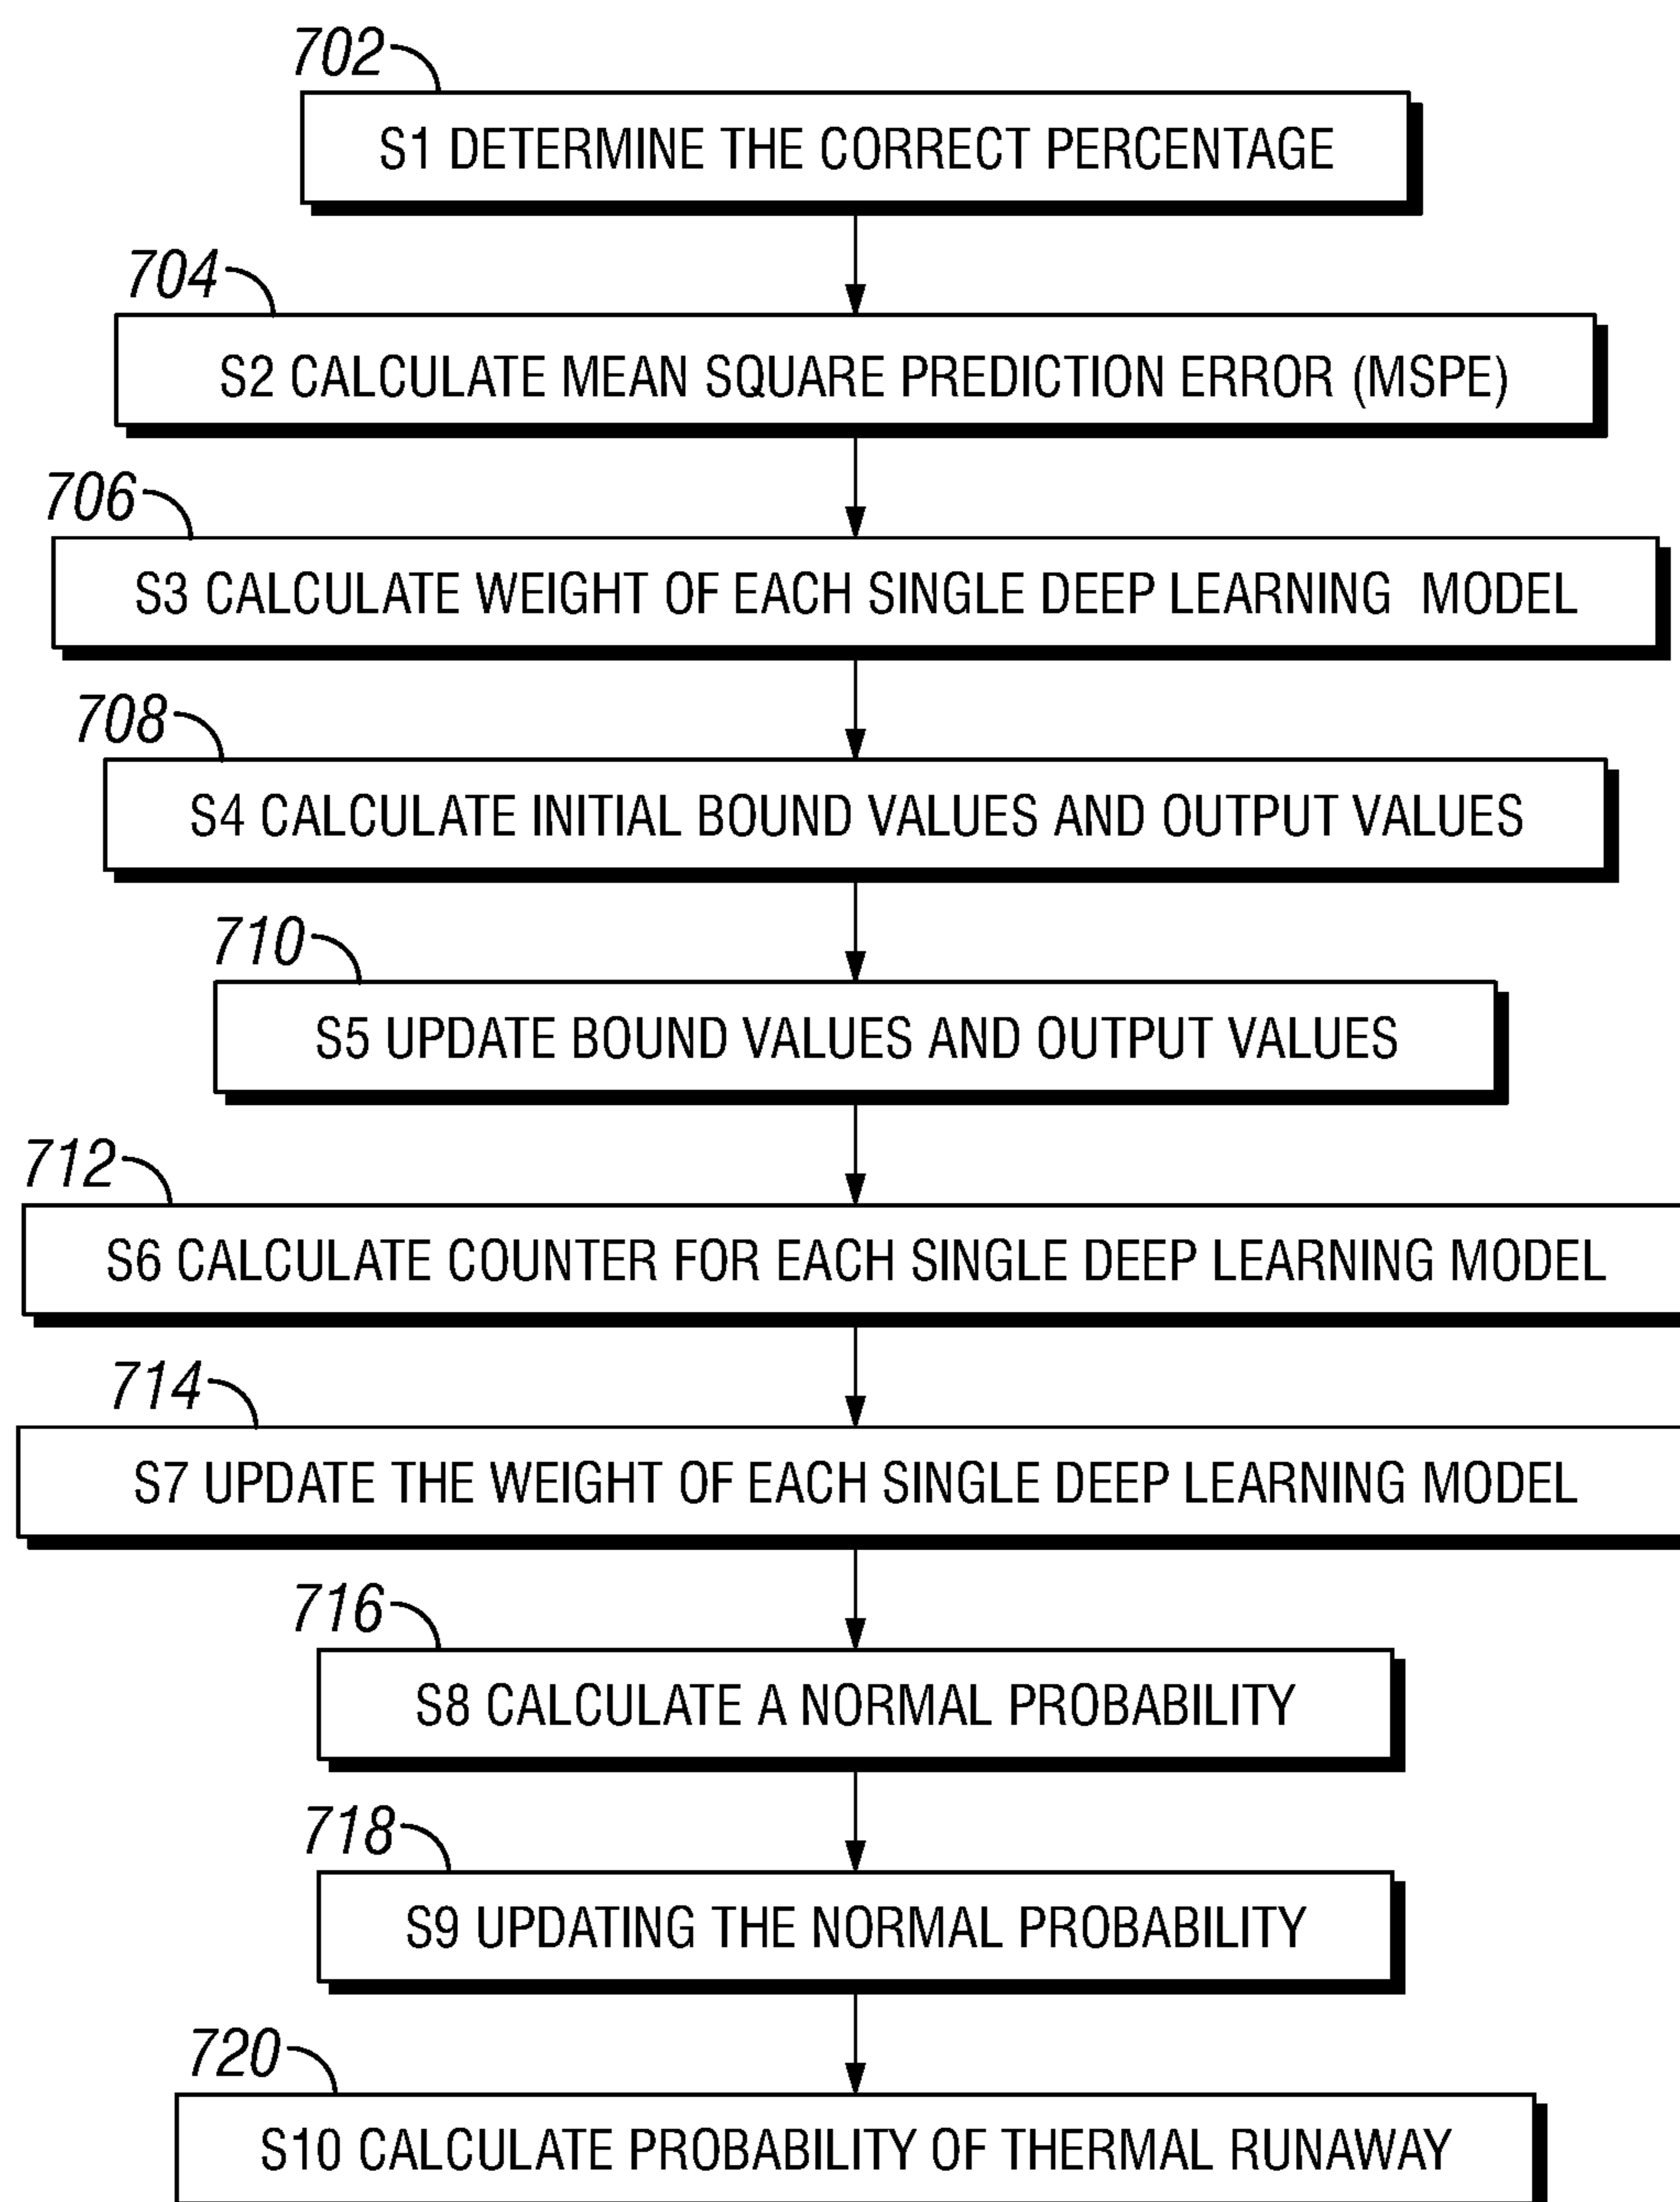 702
S1 DETERMINE THE CORRECT PERCENTAGE
704
S2 CALCULATE MEAN SQUARE PREDICTION ERROR (MSPE)
706
S3 CALCULATE WEIGHT OF EACH SINGLE DEEP LEARNING MODEL
708
S4 CALCULATE INITIAL BOUND VALUES AND OUTPUT VALUES
710
S5 UPDATE BOUND VALUES AND OUTPUT VALUES
712
S6 CALCULATE COUNTER FOR EACH SINGLE DEEP LEARNING MODEL
714
S7 UPDATE THE WEIGHT OF EACH SINGLE DEEP LEARNING MODEL
716
S8 CALCULATE A NORMAL PROBABILITY
718
S9 UPDATING THE NORMAL PROBABILITY
720
S10 CALCULATE PROBABILITY OF THERMAL RUNAWAY